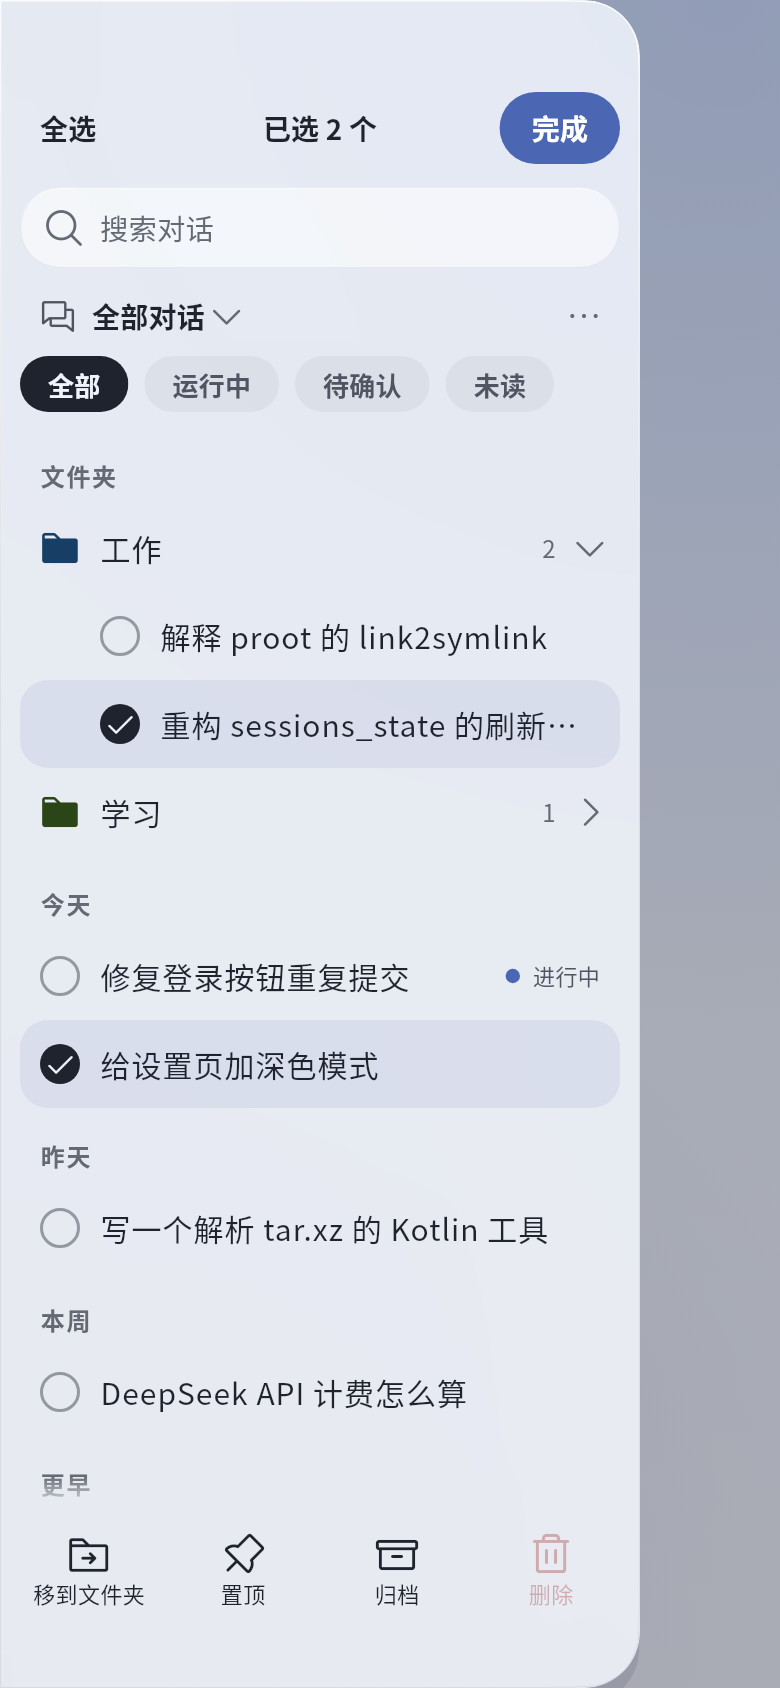 全选 已选 2 个 完成
搜索对话
全部对话
全部 运行中 待确认 未读
文件夹
工作 2
解释 proot 的 link2symlink
重构 sessions_state 的刷新…
学习 1
今天
修复登录按钮重复提交 进行中
给设置页加深色模式
昨天
写一个解析 tar.xz 的 Kotlin 工具
本周
DeepSeek API 计费怎么算
更早
移到文件夹 置顶 归档 删除